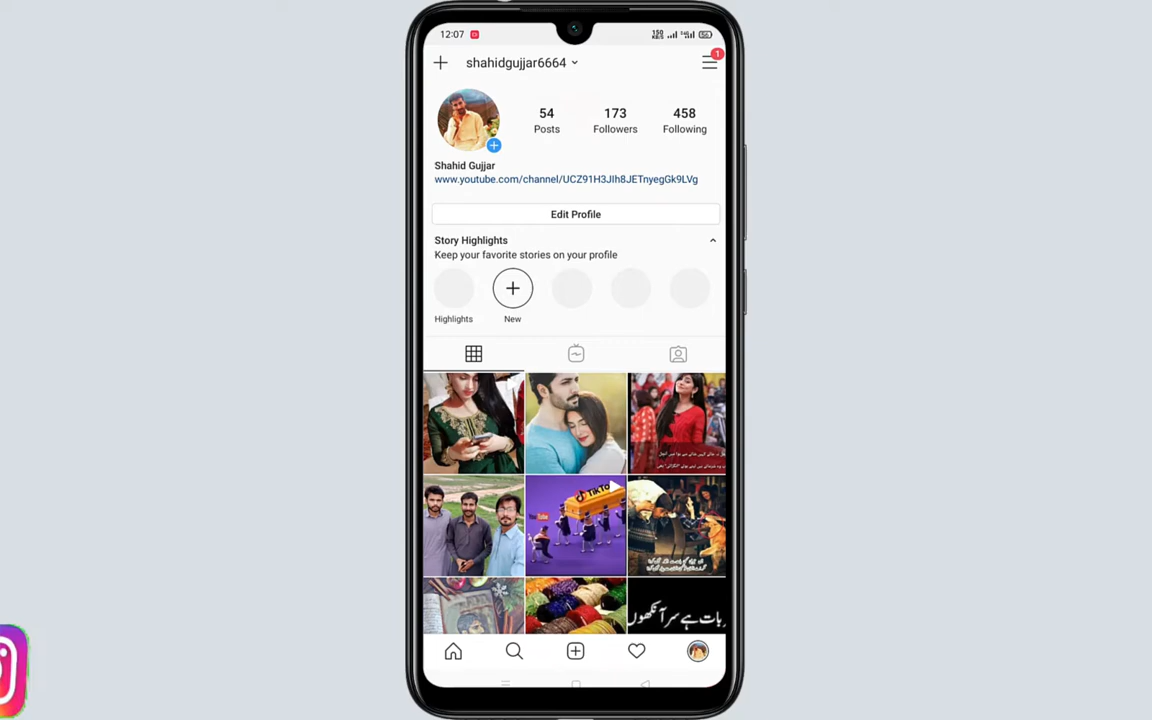 12:07
shahidgujjar6664
1
54
173
458
Posts
Followers
Following
Shahid Gujjar
www.youtube.com/channel/UCZ91H3JIh8JETnyegGk9LVg
Edit Profile
Story Highlights
Keep your favorite stories on your profile
Highlights
New